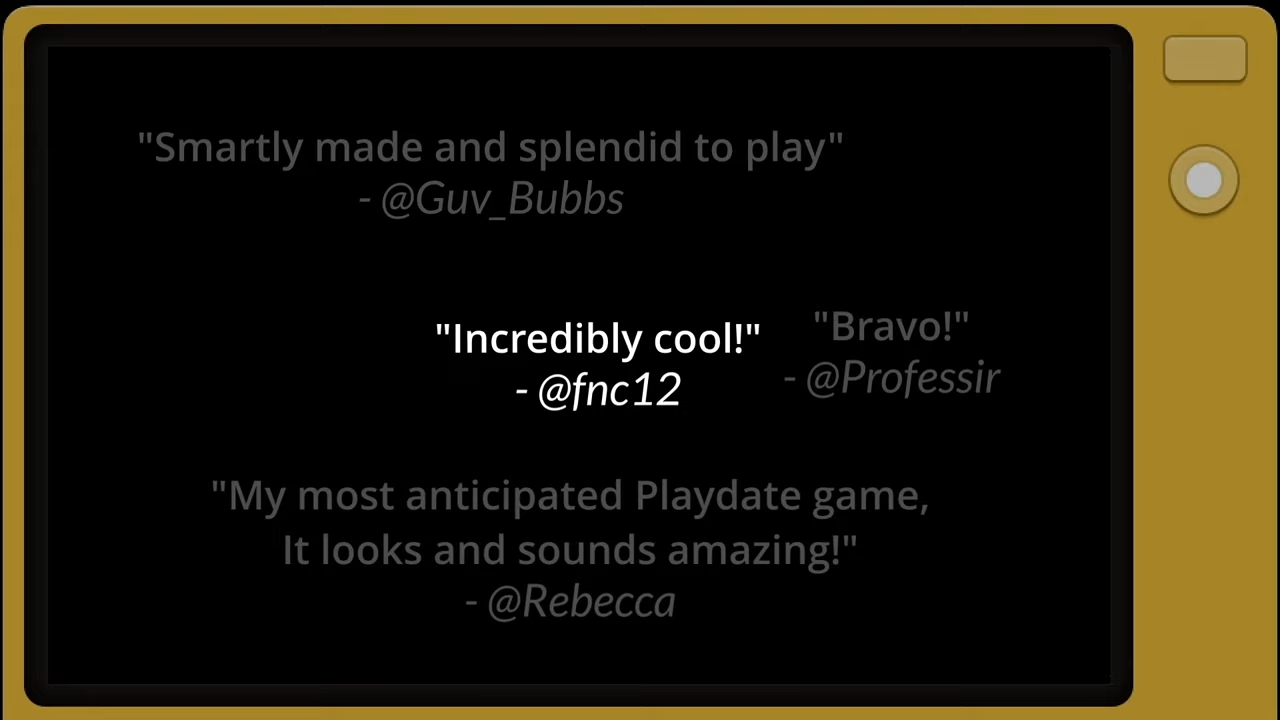 "Smartly made and splendid to play"
- @Guv_Bubbs
"Incredibly cool!"
- @fnc12
"Bravo!"
- @Professir
"My most anticipated Playdate game,
It looks and sounds amazing!"
- @Rebecca